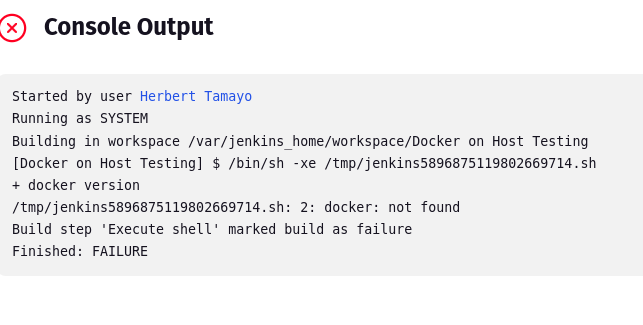 Console Output
Started by user Herbert Tamayo
Running as SYSTEM
Building in workspace /var/jenkins_home/workspace/Docker on Host Testing
[Docker on Host Testing] $ /bin/sh -xe /tmp/jenkins5896875119802669714.sh
+ docker version
/tmp/jenkins5896875119802669714.sh: 2: docker: not found
Build step 'Execute shell' marked build as failure
Finished: FAILURE